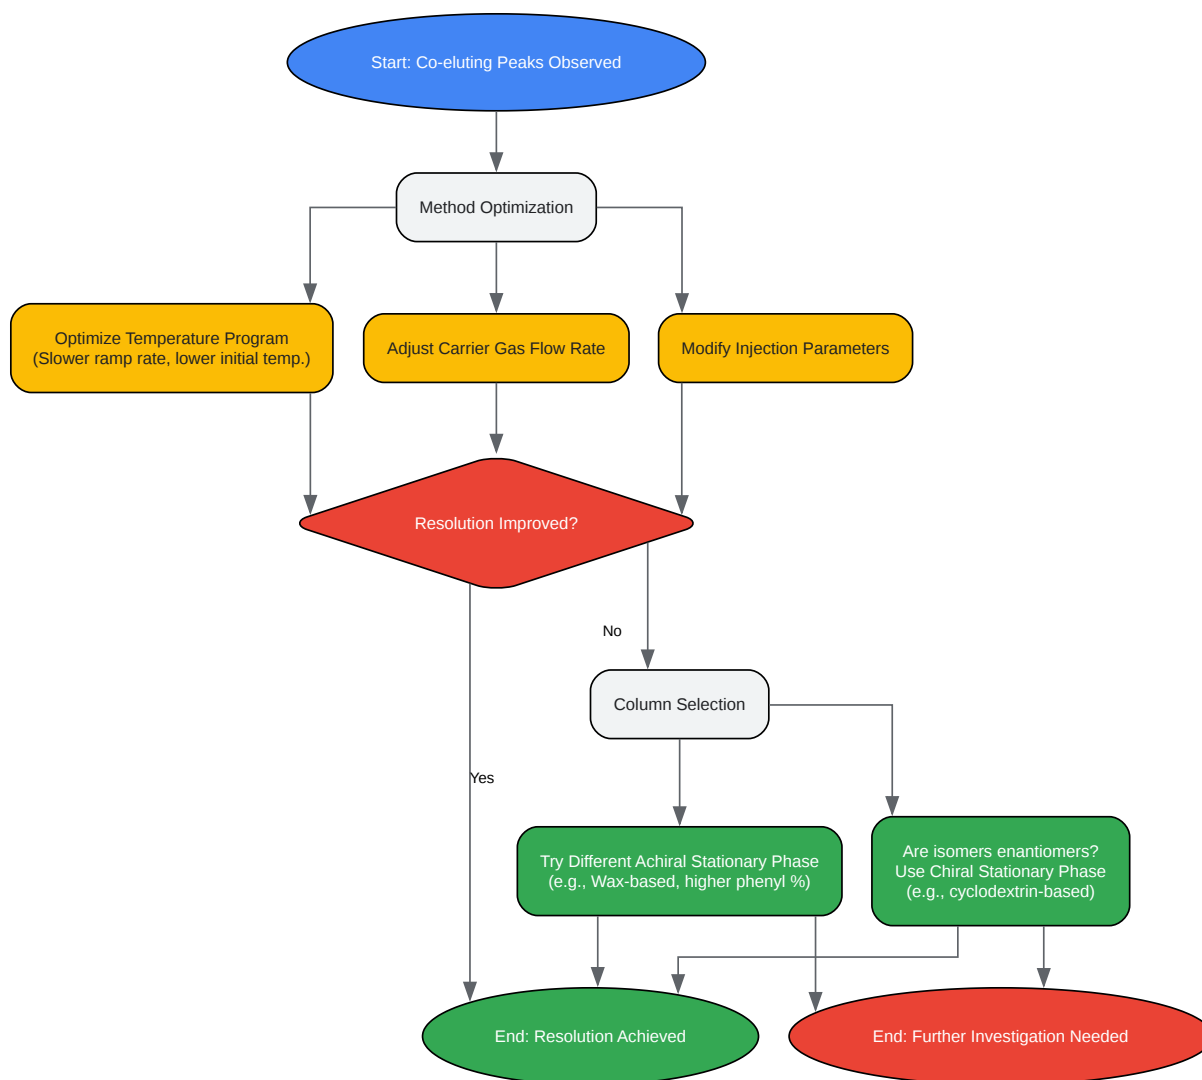 Start: Co-eluting Peaks Observed
Method Optimization
Optimize Temperature Program
(Slower ramp rate, lower initial temp.)
Adjust Carrier Gas Flow Rate
Modify Injection Parameters
Resolution Improved?
No
Column Selection
Yes
Try Different Achiral Stationary Phase
(e.g., Wax-based, higher phenyl %)
Are isomers enantiomers?
Use Chiral Stationary Phase
(e.g., cyclodextrin-based)
End: Resolution Achieved
End: Further Investigation Needed